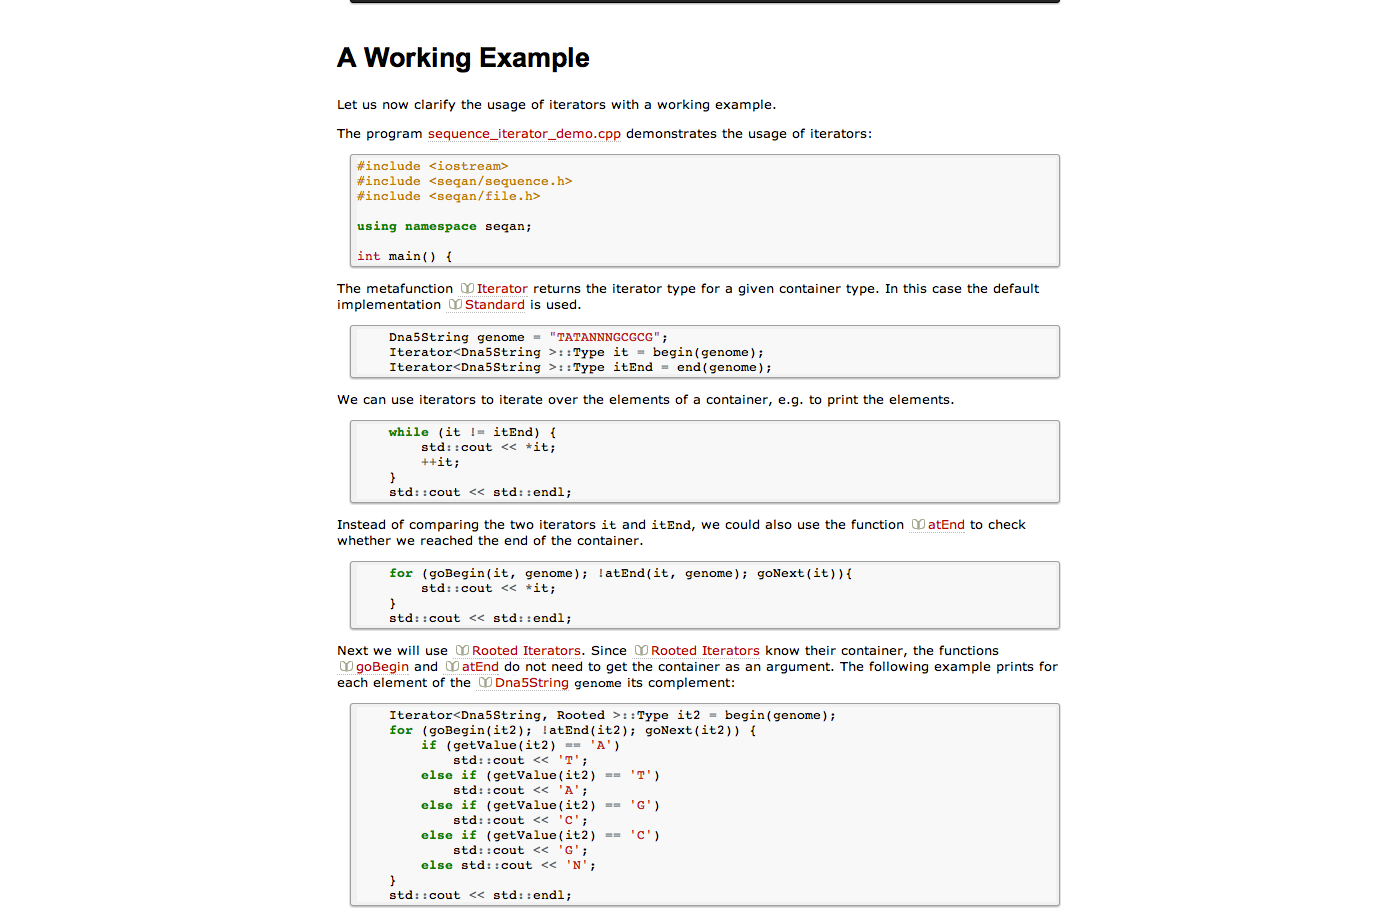 A Working Example
Let us now clarify the usage of iterators with a working example.
The program sequence_iterator_demo.cpp demonstrates the usage of iterators:
#include <iostream>
#include <seqan/sequence.h>
#include <seqan/file.h>
using namespace seqan;
int main() {
The metafunction Iterator returns the iterator type for a given container type. In this case the default
implementation Standard is used.
Dna5String genome = "TATANNNGCGCG";
Iterator<Dna5String >::Type it = begin(genome);
Iterator<Dna5String >::Type itEnd = end(genome);
We can use iterators to iterate over the elements of a container, e.g. to print the elements.
while (it != itEnd) {
std::cout << *it;
++it;
}
std::cout << std::endl;
Instead of comparing the two iterators it and itEnd, we could also use the function atEnd to check
whether we reached the end of the container.
for (goBegin(it, genome); !atEnd(it, genome); goNext(it)){
std::cout << *it;
}
std::cout << std::endl;
Next we will use Rooted Iterators. Since Rooted Iterators know their container, the functions
goBegin and atEnd do not need to get the container as an argument. The following example prints for
each element of the Dna5String genome its complement:
Iterator<Dna5String, Rooted >::Type it2 = begin(genome);
for (goBegin(it2); !atEnd(it2); goNext(it2)) {
if (getValue(it2) == 'A')
std::cout << 'T';
else if (getValue(it2) == 'T')
std::cout << 'A';
else if (getValue(it2) == 'G')
std::cout << 'C';
else if (getValue(it2) == 'C')
std::cout << 'G';
else std::cout << 'N';
}
std::cout << std::endl;